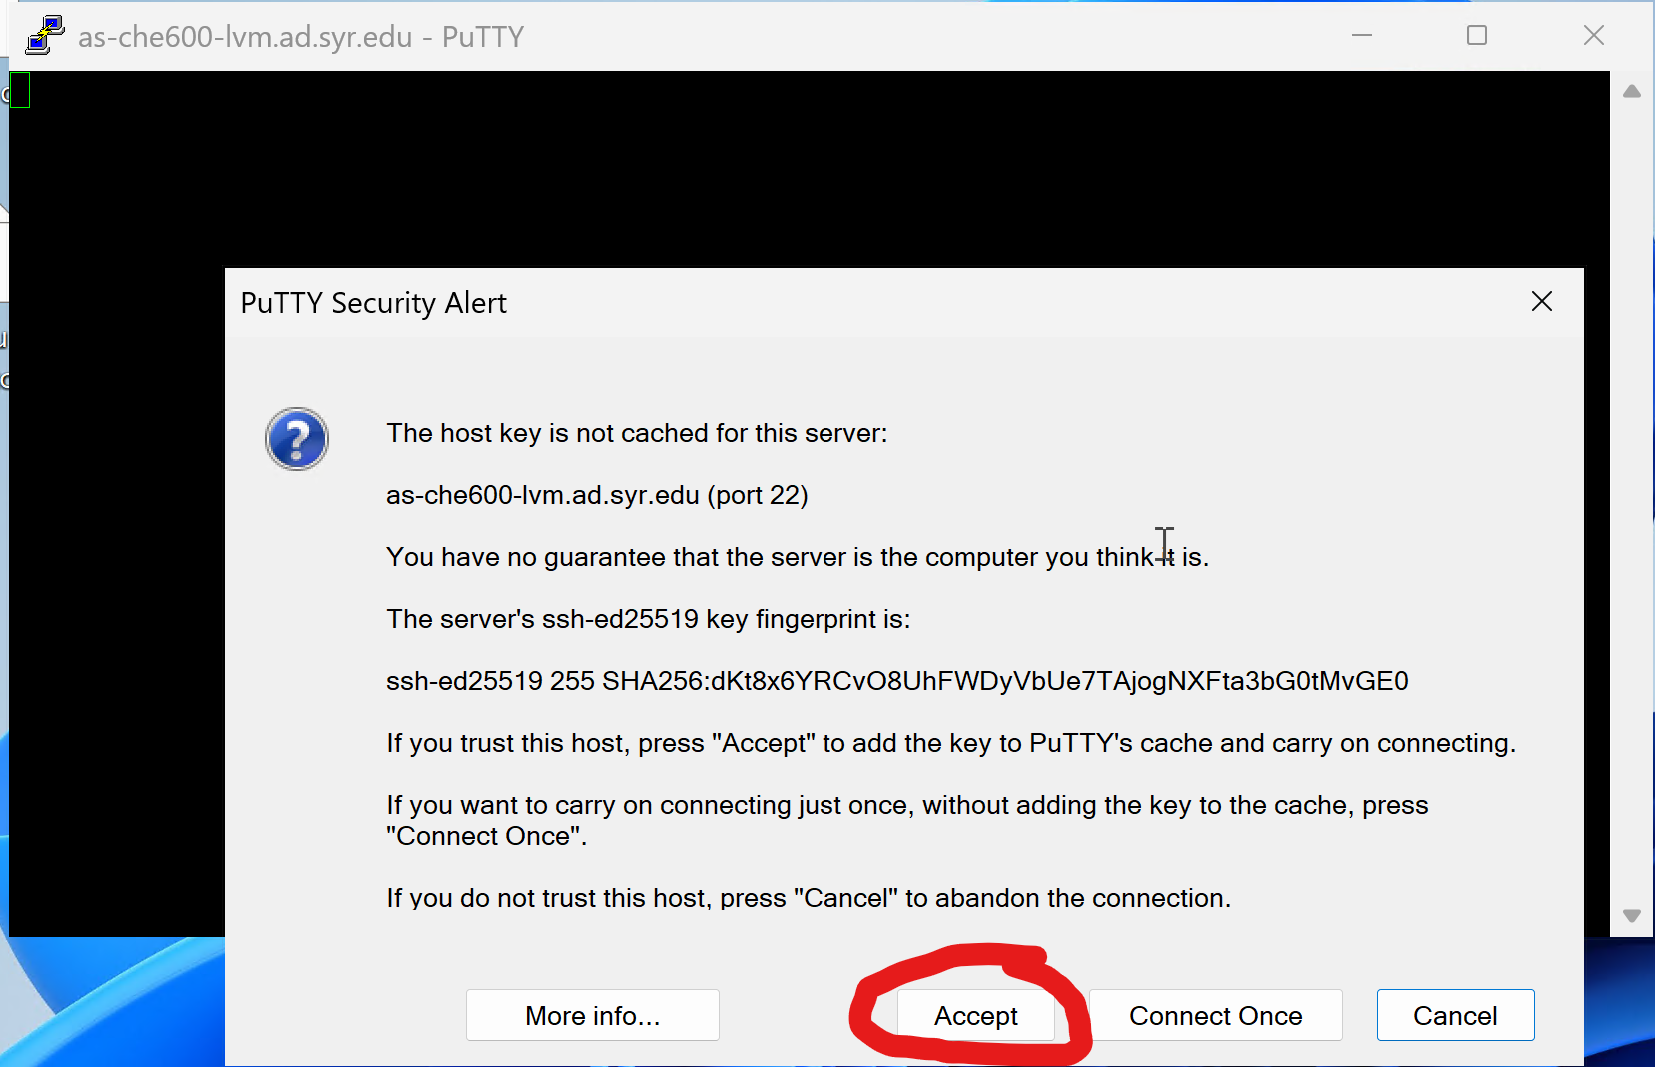 as-che600-lvm.ad.syr.edu - PuTTY
PuTTY Security Alert
The host key is not cached for this server:
as-che600-lvm.ad.syr.edu (port 22)
You have no guarantee that the server is the computer you think it is.
The server's ssh-ed25519 key fingerprint is:
ssh-ed25519 255 SHA256:dKt8x6YRCvO8UhFWDyVbUe7TAjogNXFta3bG0tMvGE0
If you trust this host, press "Accept" to add the key to PuTTY's cache and carry on connecting.
If you want to carry on connecting just once, without adding the key to the cache, press
"Connect Once".
If you do not trust this host, press "Cancel" to abandon the connection.
More info... Accept Connect Once Cancel